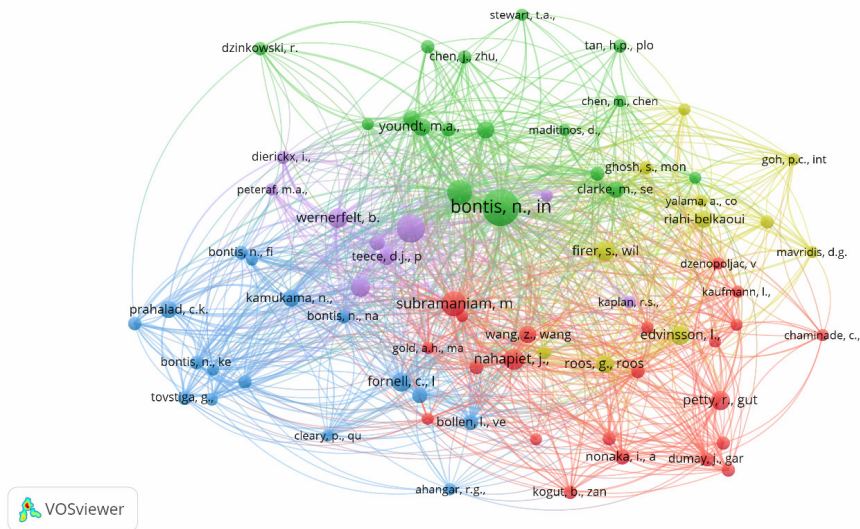 stewart, t.a.,
dzinkowski, r.
tan, h.p., plo
chen, j., zhu,
chen, m., chen
youndt, m.a.,
maditinos, d.,
dierickx, i.,
ghosh, s., mon
goh, p.c., int
peteraf, m.a.,
clarke, m., se
yalama, a., co
bontis, n., in
wernerfelt, b.
riahi-belkaoui
bontis, n., fi
teece, d.j., p
firer, s., wil
mavridis, d.g.
dzenopoljac, v
kamukama, n.,
subramaniam, m
kaplan, r.s.,
kaufmann, l.,
prahalad, c.k.
bontis, n., na
wang, z., wang
edvinsson, l.,
chaminade, c.,
gold, a.h., ma
nahapiet, j.,
bontis, n., ke
roos, g., roos
fornell, c., l
tovstiga, g.,
petty, r., gut
bollen, l., ve
cleary, p., qu
nonaka, i., a
dumay, j., gar
ahangar, r.g.,
kogut, b., zan
VOSviewer